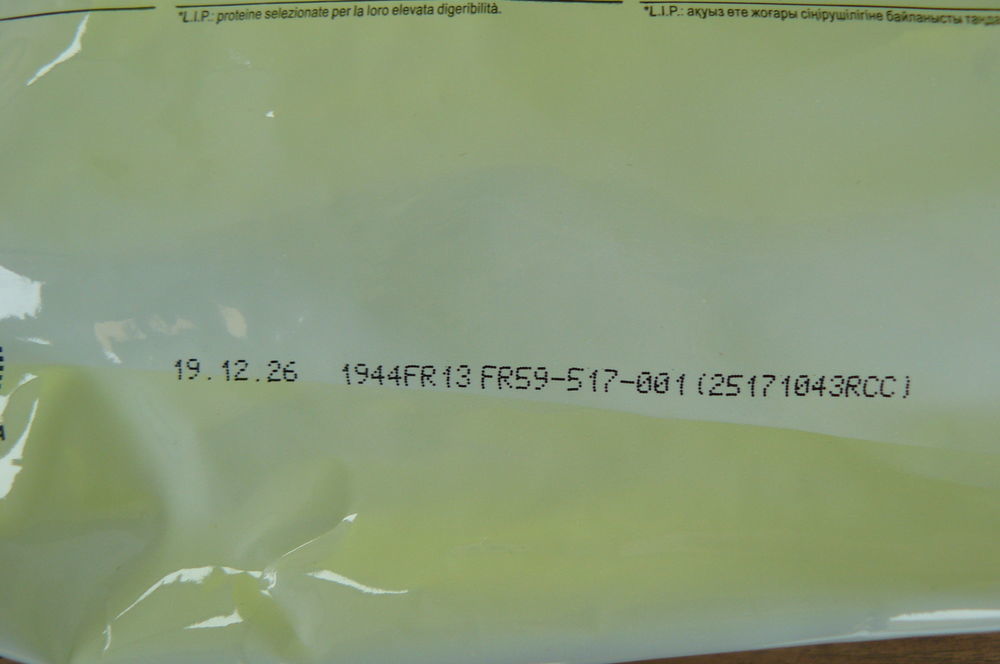 *L.I.P.: proteine selezionate per la loro elevata digeribilità.
*L.I.P.: ақуыз өте жоғары сіңірушілігіне байланысты
19.12.26 1944FR13 FR59-517-001 (25171043RCC)